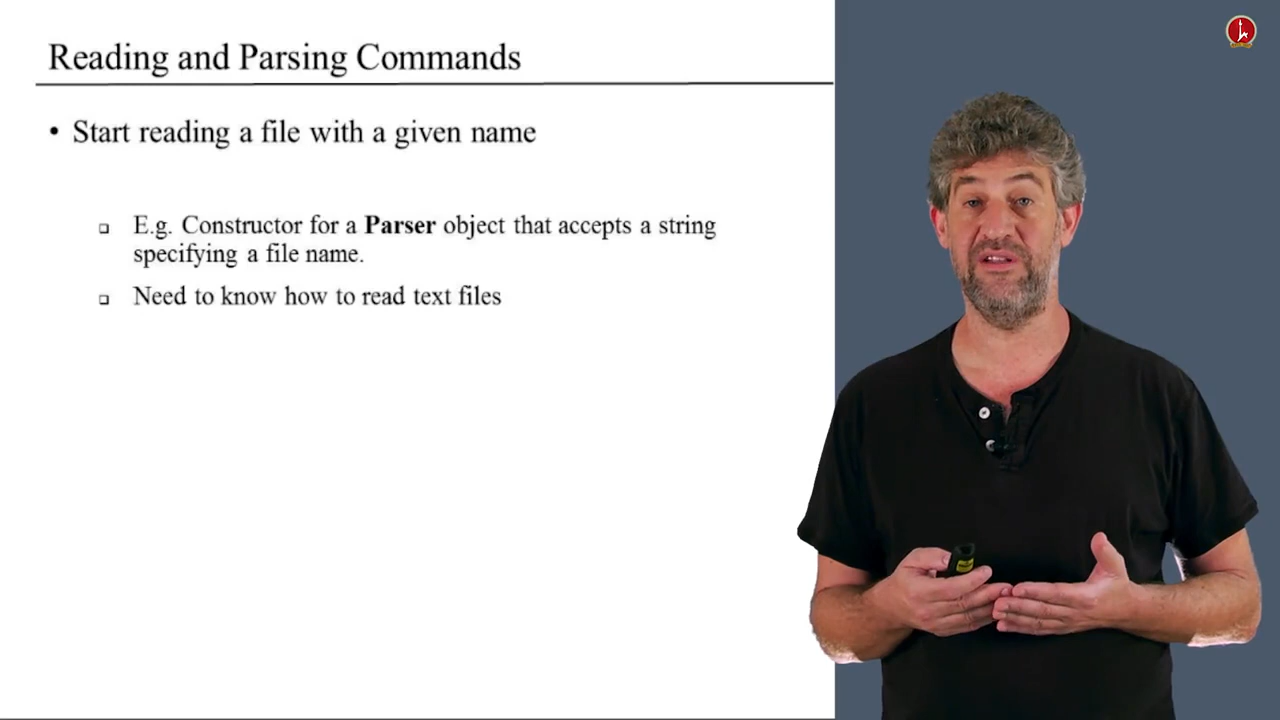 Reading and Parsing Commands
• Start reading a file with a given name
E.g. Constructor for a Parser object that accepts a string
specifying a file name.
Need to know how to read text files